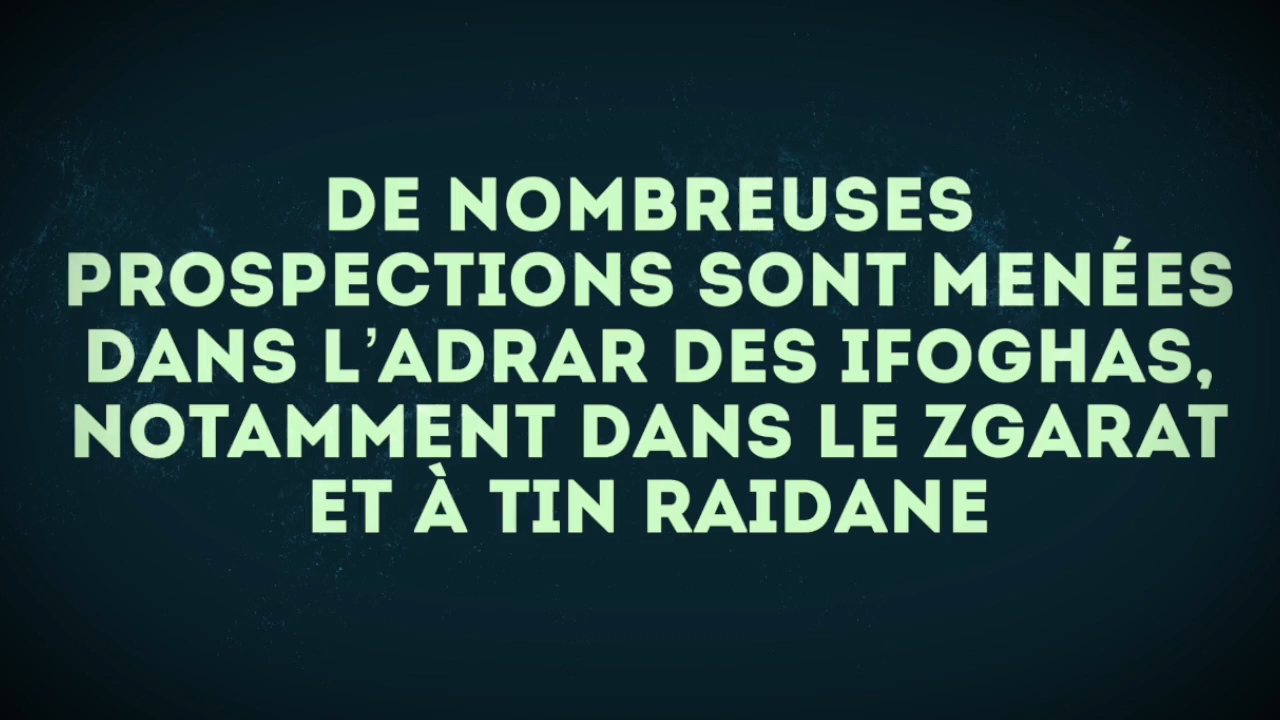 DE NOMBREUSES
PROSPECTIONS SONT MENÉES
DANS L’ADRAR DES IFOGHAS,
NOTAMMENT DANS LE ZGARAT
ET À TIN RAIDANE